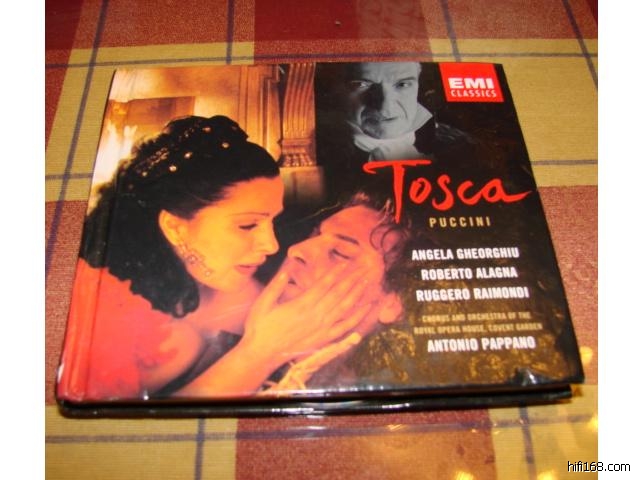 EMI
CLASSICS
Tosca
PUCCINI
ANGELA GHEORGHIU
ROBERTO ALAGNA
RUGGERO RAIMONDI
CHORUS AND ORCHESTRA OF THE
ROYAL OPERA HOUSE, COVENT GARDEN
ANTONIO PAPPANO
hifi168.com